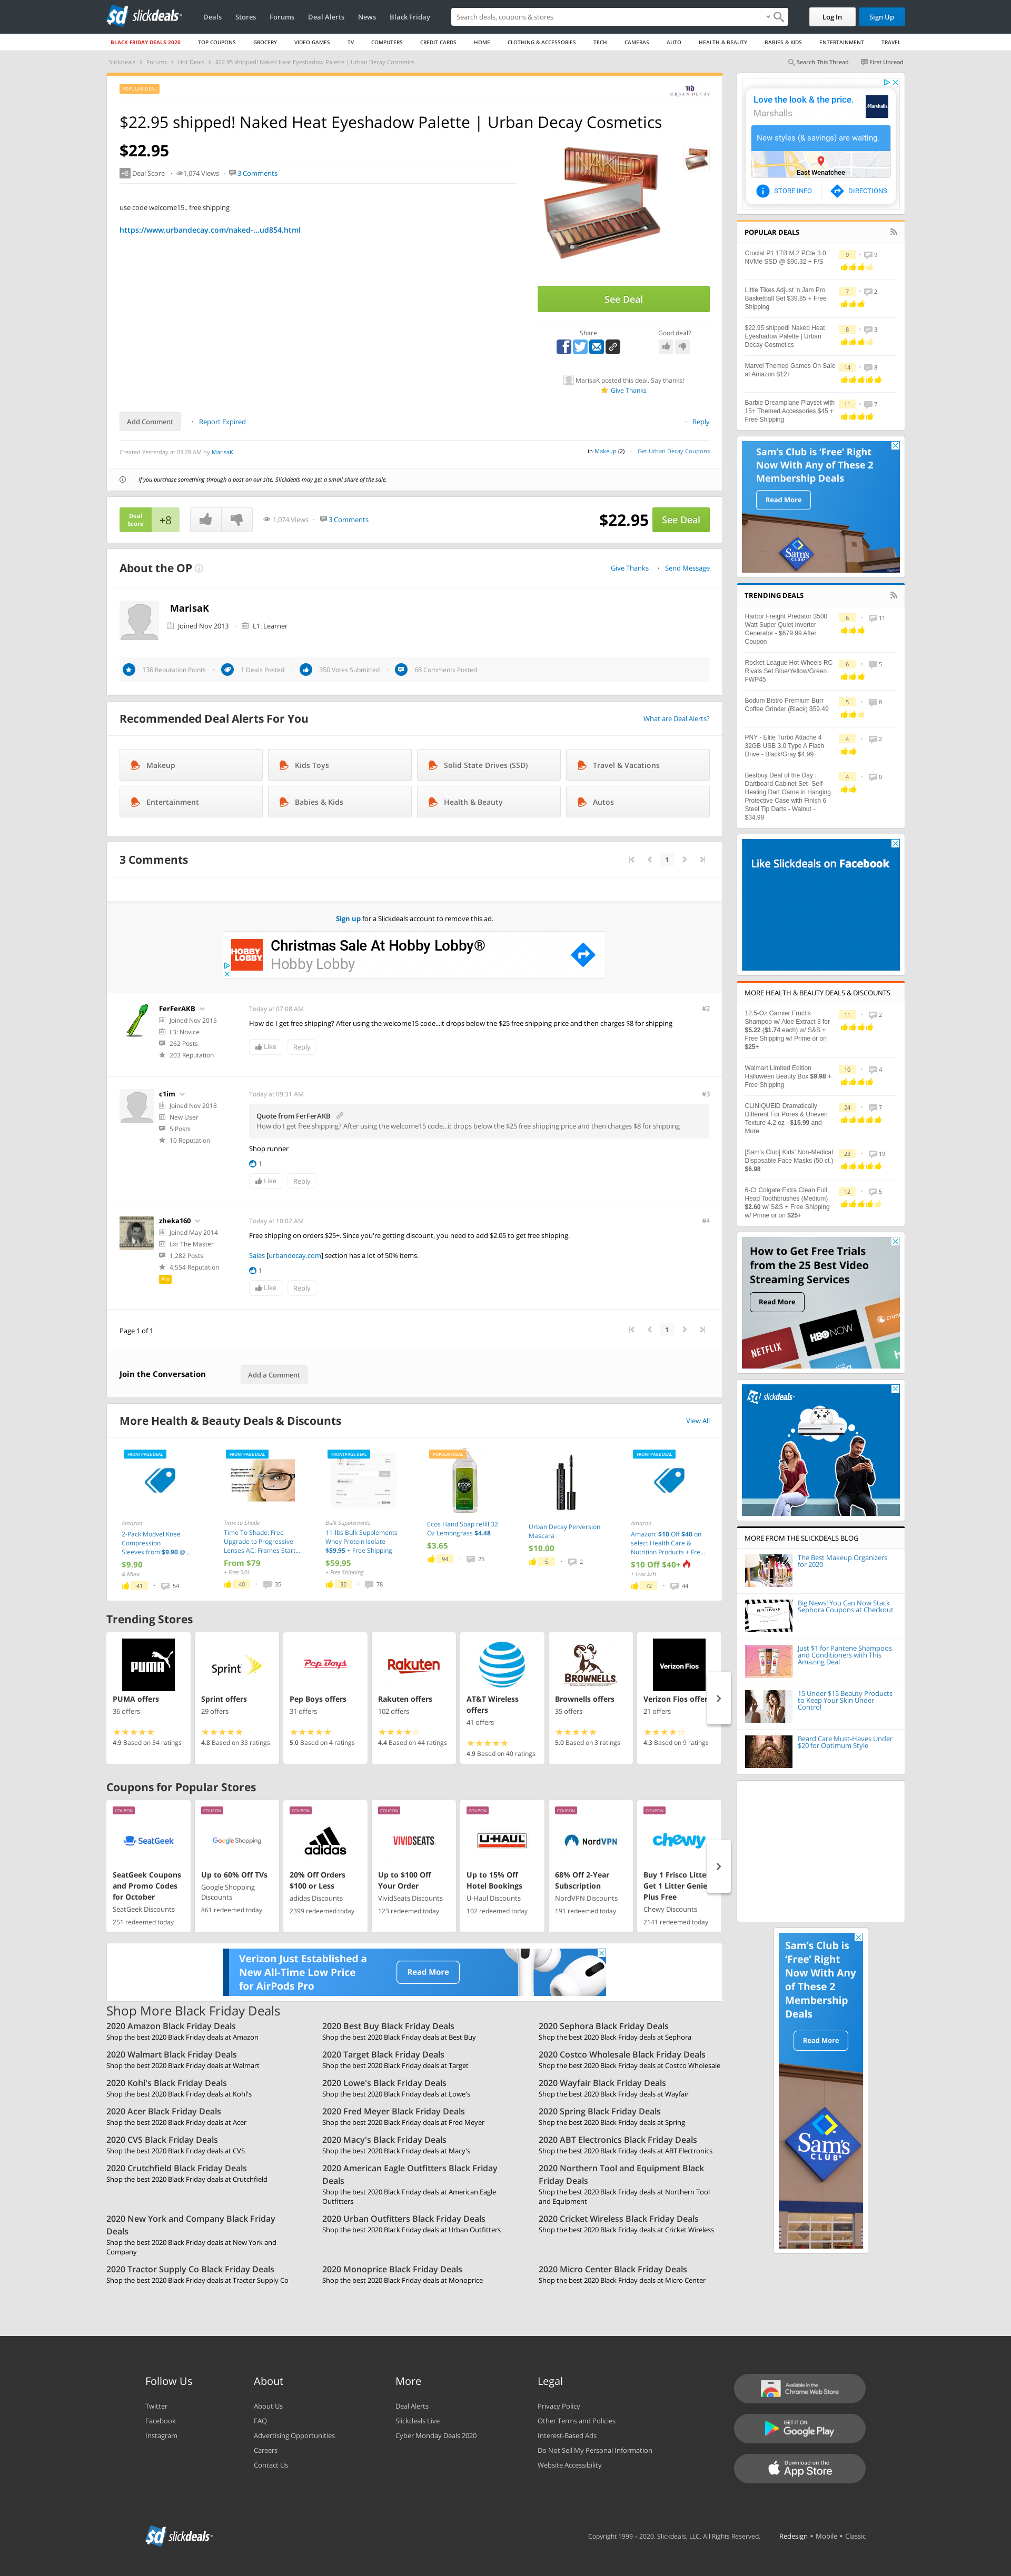 sd slickdeals
Deals Stores Forums Deal Alerts News Black Friday
Search deals, coupons & stores
Log In
Sign Up
BLACK FRIDAY DEALS 2020 TOP COUPONS GROCERY VIDEO GAMES TV COMPUTERS CREDIT CARDS HOME CLOTHING & ACCESSORIES TECH CAMERAS AUTO HEALTH & BEAUTY BABIES & KIDS ENTERTAINMENT TRAVEL
Slickdeals Forums Hot Deals $22.95 shipped! Naked Heat Eyeshadow Palette | Urban Decay Cosmetics
Search This Thread First Unread
POPULAR DEAL
UD
URBAN DECAY
$22.95 shipped! Naked Heat Eyeshadow Palette | Urban Decay Cosmetics
$22.95
+8 Deal Score 1,074 Views 3 Comments
use code welcome15.. free shipping
https://www.urbandecay.com/naked-...ud854.html
NAKED
HEAT
See Deal
Share
Good deal?
MarisaK posted this deal. Say thanks!
Give Thanks
Add Comment
Report Expired
Reply
Created Yesterday at 03:28 AM by MarisaK
in Makeup (2) Get Urban Decay Coupons
If you purchase something through a post on our site, Slickdeals may get a small share of the sale.
Deal Score +8
1,074 Views 3 Comments
$22.95 See Deal
About the OP
Give Thanks Send Message
MarisaK
Joined Nov 2013 L1: Learner
136 Reputation Points 1 Deals Posted 350 Votes Submitted 68 Comments Posted
Recommended Deal Alerts For You
What are Deal Alerts?
Makeup Kids Toys Solid State Drives (SSD) Travel & Vacations
Entertainment Babies & Kids Health & Beauty Autos
3 Comments
1
Sign up for a Slickdeals account to remove this ad.
HOBBY LOBBY
Christmas Sale At Hobby Lobby®
Hobby Lobby
FerFerAKB
Joined Nov 2015
L3: Novice
262 Posts
203 Reputation
Today at 07:08 AM
#2
How do I get free shipping? After using the welcome15 code...it drops below the $25 free shipping price and then charges $8 for shipping
Like Reply
c1im
Joined Nov 2018
New User
5 Posts
10 Reputation
Today at 09:31 AM
#3
Quote from FerFerAKB
How do I get free shipping? After using the welcome15 code...it drops below the $25 free shipping price and then charges $8 for shipping
Shop runner
1
Like Reply
zheka160
Joined May 2014
L∞: The Master
1,282 Posts
4,554 Reputation
Pro
Today at 10:02 AM
#4
Free shipping on orders $25+. Since you're getting discount, you need to add $2.05 to get free shipping.
Sales [urbandecay.com] section has a lot of 50% items.
1
Like Reply
Page 1 of 1
1
Join the Conversation
Add a Comment
More Health & Beauty Deals & Discounts
View All
FRONTPAGE DEAL
Amazon
2-Pack Modvel Knee
Compression
Sleeves:from $9.90 @...
$9.90
& More
41 54
FRONTPAGE DEAL
Time to Shade
Time To Shade: Free
Upgrade to Progressive
Lenses AC: Frames Start...
From $79
+ Free S/H
40 35
FRONTPAGE DEAL
Bulk Supplements
11-lbs Bulk Supplements
Whey Protein Isolate
$59.95 + Free Shipping
$59.95
+ Free Shipping
32 78
POPULAR DEAL
ECOS
Ecos Hand Soap refill 32
Oz Lemongrass $4.48
$3.65
94 25
Urban Decay Perversion
Mascara
$10.00
5 2
FRONTPAGE DEAL
Amazon
Amazon: $10 Off $40 on
select Health Care &
Nutrition Products + Fre...
$10 Off $40+
+ Free S/H
72 44
Trending Stores
PUMA
PUMA offers
36 offers
4.9 Based on 34 ratings
Sprint
Sprint offers
29 offers
4.8 Based on 33 ratings
Pep Boys
Pep Boys offers
31 offers
5.0 Based on 4 ratings
Rakuten
Rakuten offers
102 offers
4.4 Based on 44 ratings
AT&T Wireless
offers
41 offers
4.9 Based on 40 ratings
BROWNELLS
Brownells offers
35 offers
5.0 Based on 3 ratings
Verizon Fios
Verizon Fios offer
21 offers
4.3 Based on 9 ratings
Coupons for Popular Stores
COUPON
SeatGeek
SeatGeek Coupons
and Promo Codes
for October
SeatGeek Discounts
251 redeemed today
COUPON
Google Shopping
Up to 60% Off TVs
Google Shopping
Discounts
861 redeemed today
COUPON
adidas
20% Off Orders
$100 or Less
adidas Discounts
2399 redeemed today
COUPON
VIVIDSEATS
Up to $100 Off
Your Order
VividSeats Discounts
123 redeemed today
COUPON
U-HAUL
Up to 15% Off
Hotel Bookings
U-Haul Discounts
102 redeemed today
COUPON
NordVPN
68% Off 2-Year
Subscription
NordVPN Discounts
191 redeemed today
COUPON
chewy
Buy 1 Frisco Litter
Get 1 Litter Genie
Plus Free
Chewy Discounts
2141 redeemed today
Verizon Just Established a
New All-Time Low Price
for AirPods Pro
Read More
Shop More Black Friday Deals
2020 Amazon Black Friday Deals
Shop the best 2020 Black Friday deals at Amazon
2020 Best Buy Black Friday Deals
Shop the best 2020 Black Friday deals at Best Buy
2020 Sephora Black Friday Deals
Shop the best 2020 Black Friday deals at Sephora
2020 Walmart Black Friday Deals
Shop the best 2020 Black Friday deals at Walmart
2020 Target Black Friday Deals
Shop the best 2020 Black Friday deals at Target
2020 Costco Wholesale Black Friday Deals
Shop the best 2020 Black Friday deals at Costco Wholesale
2020 Kohl's Black Friday Deals
Shop the best 2020 Black Friday deals at Kohl's
2020 Lowe's Black Friday Deals
Shop the best 2020 Black Friday deals at Lowe's
2020 Wayfair Black Friday Deals
Shop the best 2020 Black Friday deals at Wayfair
2020 Acer Black Friday Deals
Shop the best 2020 Black Friday deals at Acer
2020 Fred Meyer Black Friday Deals
Shop the best 2020 Black Friday deals at Fred Meyer
2020 Spring Black Friday Deals
Shop the best 2020 Black Friday deals at Spring
2020 CVS Black Friday Deals
Shop the best 2020 Black Friday deals at CVS
2020 Macy's Black Friday Deals
Shop the best 2020 Black Friday deals at Macy's
2020 ABT Electronics Black Friday Deals
Shop the best 2020 Black Friday deals at ABT Electronics
2020 Crutchfield Black Friday Deals
Shop the best 2020 Black Friday deals at Crutchfield
2020 American Eagle Outfitters Black Friday
Deals
Shop the best 2020 Black Friday deals at American Eagle
Outfitters
2020 Northern Tool and Equipment Black
Friday Deals
Shop the best 2020 Black Friday deals at Northern Tool
and Equipment
2020 New York and Company Black Friday
Deals
Shop the best 2020 Black Friday deals at New York and
Company
2020 Urban Outfitters Black Friday Deals
Shop the best 2020 Black Friday deals at Urban Outfitters
2020 Cricket Wireless Black Friday Deals
Shop the best 2020 Black Friday deals at Cricket Wireless
2020 Tractor Supply Co Black Friday Deals
Shop the best 2020 Black Friday deals at Tractor Supply Co
2020 Monoprice Black Friday Deals
Shop the best 2020 Black Friday deals at Monoprice
2020 Micro Center Black Friday Deals
Shop the best 2020 Black Friday deals at Micro Center
Love the look & the price.
Marshalls
Marshalls
New styles (& savings) are waiting.
East Wenatchee
STORE INFO DIRECTIONS
POPULAR DEALS
Crucial P1 1TB M.2 PCIe 3.0
NVMe SSD @ $90.32 + F/S
9 9
Little Tikes Adjust 'n Jam Pro
Basketball Set $39.85 + Free
Shipping
7 2
$22.95 shipped! Naked Heat
Eyeshadow Palette | Urban
Decay Cosmetics
8 3
Marvel Themed Games On Sale
at Amazon $12+
14 8
Barbie Dreamplane Playset with
15+ Themed Accessories $45 +
Free Shipping
11 7
Sam's Club is 'Free' Right
Now With Any of These 2
Membership Deals
Read More
Sam's
CLUB
TRENDING DEALS
Harbor Freight Predator 3500
Watt Super Quiet Inverter
Generator - $679.99 After
Coupon
6 11
Rocket League Hot Wheels RC
Rivals Set Blue/Yellow/Green
FWP45
6 5
Bodum Bistro Premium Burr
Coffee Grinder (Black) $59.49
5 8
PNY - Elite Turbo Attache 4
32GB USB 3.0 Type A Flash
Drive - Black/Gray $4.99
4 2
Bestbuy Deal of the Day :
Dartboard Cabinet Set- Self
Healing Dart Game in Hanging
Protective Case with Finish 6
Steel Tip Darts - Walnut -
$34.99
4 0
Like Slickdeals on Facebook
MORE HEALTH & BEAUTY DEALS & DISCOUNTS
12.5-Oz Garnier Fructis
Shampoo w/ Aloe Extract 3 for
$5.22 ($1.74 each) w/ S&S +
Free Shipping w/ Prime or on
$25+
11 2
Walmart Limited Edition
Halloween Beauty Box $9.98 +
Free Shipping
10 4
CLINIQUEiD Dramatically
Different For Pores & Uneven
Texture 4.2 oz - $15.99 and
More
24 7
[Sam's Club] Kids' Non-Medical
Disposable Face Masks (50 ct.)
$6.98
23 19
6-Ct Colgate Extra Clean Full
Head Toothbrushes (Medium)
$2.60 w/ S&S + Free Shipping
w/ Prime or on $25+
12 5
How to Get Free Trials
from the 25 Best Video
Streaming Services
Read More
NETFLIX
HBO NOW
sd slickdeals
MORE FROM THE SLICKDEALS BLOG
The Best Makeup Organizers
for 2020
Big News! You Can Now Stack
Sephora Coupons at Checkout
Just $1 for Pantene Shampoos
and Conditioners with This
Amazing Deal
15 Under $15 Beauty Products
to Keep Your Skin Under
Control
Beard Care Must-Haves Under
$20 for Optimum Style
Sam's Club is
'Free' Right
Now With Any
of These 2
Membership
Deals
Read More
Sam's
CLUB
Follow Us
Twitter
Facebook
Instagram
About
About Us
FAQ
Advertising Opportunities
Careers
Contact Us
More
Deal Alerts
Slickdeals Live
Cyber Monday Deals 2020
Legal
Privacy Policy
Other Terms and Policies
Interest-Based Ads
Do Not Sell My Personal Information
Website Accessibility
Available in the
Chrome Web Store
GET IT ON
Google Play
Download on the
App Store
sd slickdeals
Copyright 1999 – 2020. Slickdeals, LLC. All Rights Reserved. Redesign • Mobile • Classic